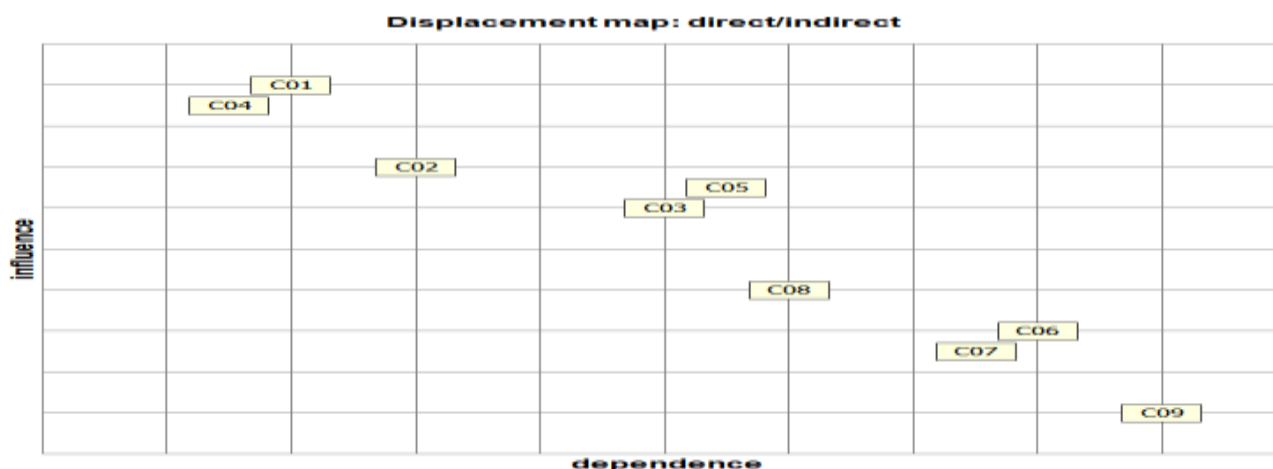 Displacement map: direct/indirect
C01
C04
C02
C05
C03
influence
C08
C06
C07
C09
dependence